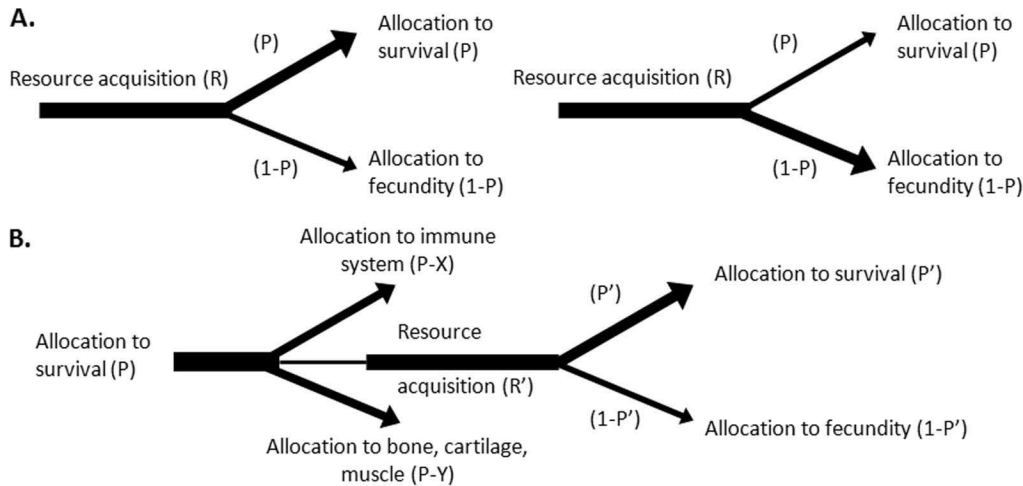 A.
Resource acquisition (R)
(P)
Allocation to
survival (P)
(1-P)
Allocation to
fecundity (1-P)
Resource acquisition (R)
(P)
Allocation to
survival (P)
(1-P)
Allocation to
fecundity (1-P)
B.
Allocation to
survival (P)
Allocation to immune
system (P-X)
Allocation to bone, cartilage,
muscle (P-Y)
Resource
acquisition (R’)
(P’)
Allocation to survival (P’)
(1-P’)
Allocation to fecundity (1-P’)